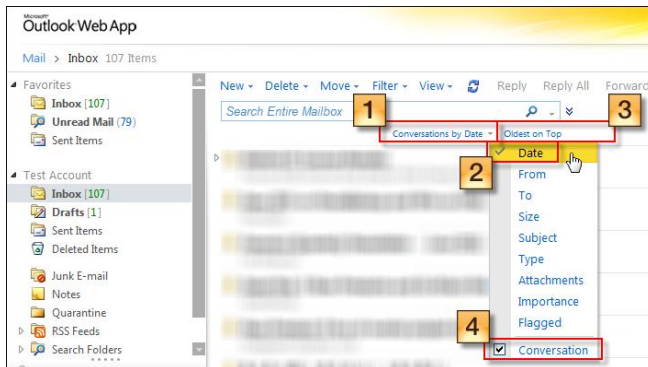 Microsoft
Outlook Web App
Mail > Inbox 107 Items
Favorites
Inbox [107]
Unread Mail (79)
Sent Items
Test Account
Inbox [107]
Drafts [1]
Sent Items
Deleted Items
Junk E-mail
Notes
Quarantine
RSS Feeds
Search Folders
New Delete Move Filter View Reply Reply All Forward
Search Entire Mailbox
1
3
Conversations by Date Oldest on Top
2
Date
From
To
Size
Subject
Type
Attachments
Importance
Flagged
4
Conversation